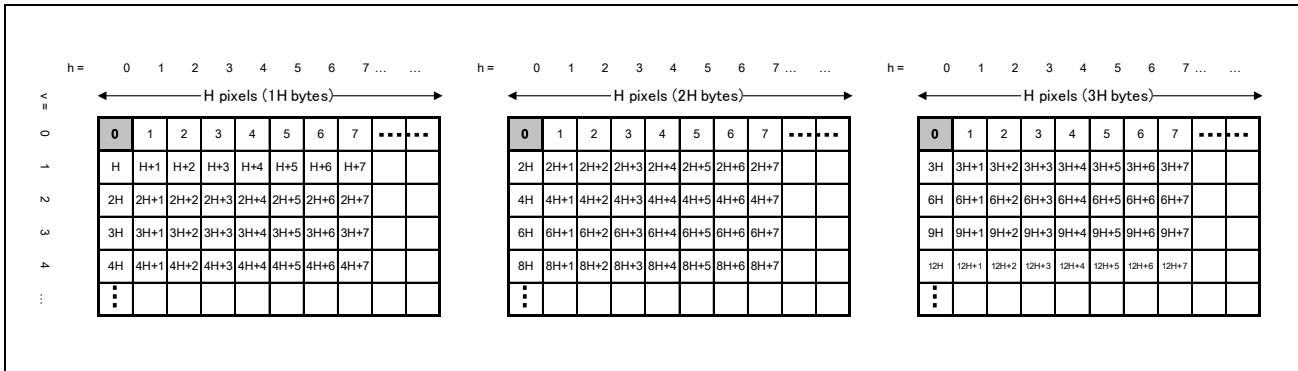 h = 0 1 2 3 4 5 6 7 ... ...
H pixels (1H bytes)
v =
0 0 1 2 3 4 5 6 7 ......
1 H H+1 H+2 H+3 H+4 H+5 H+6 H+7
2 2H 2H+1 2H+2 2H+3 2H+4 2H+5 2H+6 2H+7
3 3H 3H+1 3H+2 3H+3 3H+4 3H+5 3H+6 3H+7
4 4H 4H+1 4H+2 4H+3 4H+4 4H+5 4H+6 4H+7
...
h = 0 1 2 3 4 5 6 7 ... ...
H pixels (2H bytes)
0 1 2 3 4 5 6 7 ......
2H 2H+1 2H+2 2H+3 2H+4 2H+5 2H+6 2H+7
4H 4H+1 4H+2 4H+3 4H+4 4H+5 4H+6 4H+7
6H 6H+1 6H+2 6H+3 6H+4 6H+5 6H+6 6H+7
8H 8H+1 8H+2 8H+3 8H+4 8H+5 8H+6 8H+7
h = 0 1 2 3 4 5 6 7 ... ...
H pixels (3H bytes)
0 1 2 3 4 5 6 7 ......
3H 3H+1 3H+2 3H+3 3H+4 3H+5 3H+6 3H+7
6H 6H+1 6H+2 6H+3 6H+4 6H+5 6H+6 6H+7
9H 9H+1 9H+2 9H+3 9H+4 9H+5 9H+6 9H+7
12H 12H+1 12H+2 12H+3 12H+4 12H+5 12H+6 12H+7